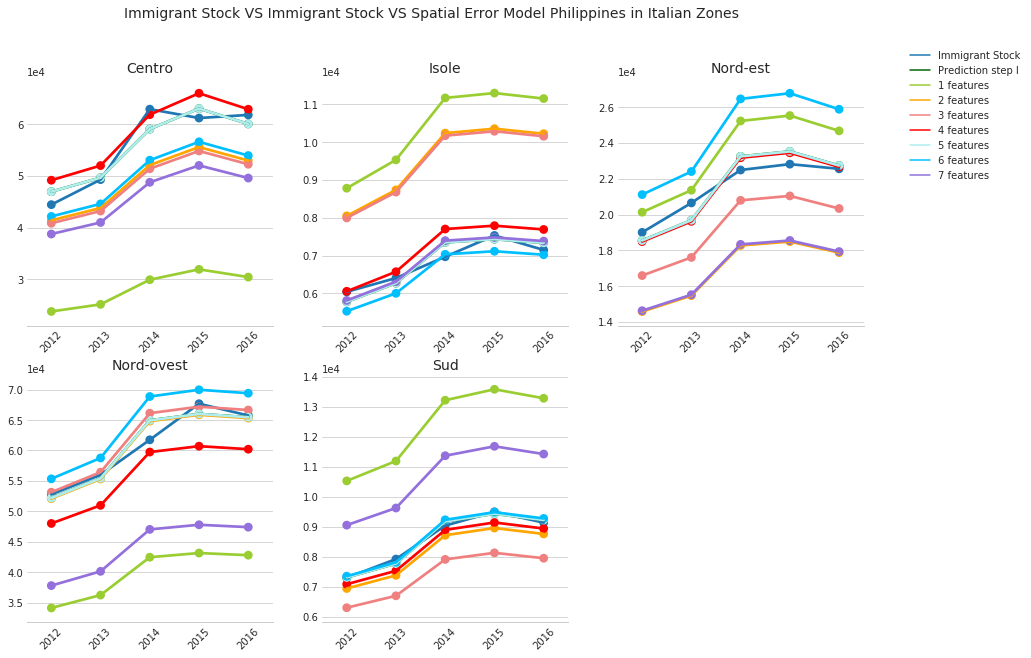 Immigrant Stock VS Immigrant Stock VS Spatial Error Model Philippines in Italian Zones
Centro
1e4
6
5
4
3
2012
2013
2014
2015
2016
Isole
1e4
1.1
1.0
0.9
0.8
0.7
0.6
2012
2013
2014
2015
2016
Nord-est
1e4
2.6
2.4
2.2
2.0
1.8
1.6
1.4
2012
2013
2014
2015
2016
Immigrant Stock
Prediction step I
1 features
2 features
3 features
4 features
5 features
6 features
7 features
Nord-ovest
1e4
7.0
6.5
6.0
5.5
5.0
4.5
4.0
3.5
2012
2013
2014
2015
2016
Sud
1e4
1.4
1.3
1.2
1.1
1.0
0.9
0.8
0.7
0.6
2012
2013
2014
2015
2016